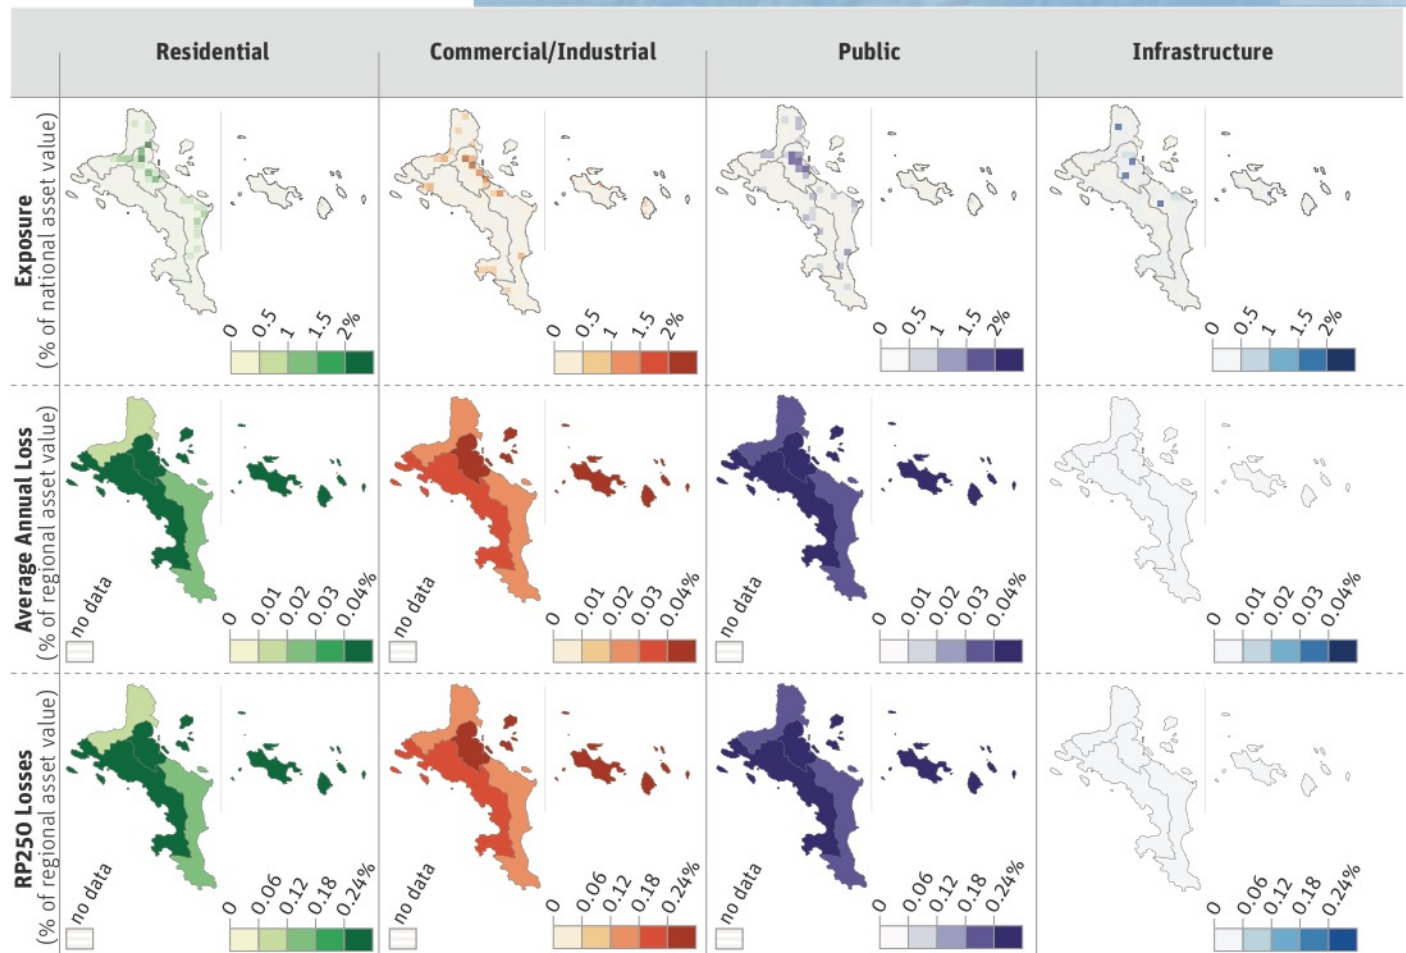 Residential
Commercial/Industrial
Public
Infrastructure
Exposure
(% of national asset value)
0 0.5 1 1.5 2%
0 0.5 1 1.5 2%
0 0.5 1 1.5 2%
0 0.5 1 1.5 2%
Average Annual Loss
(% of regional asset value)
no data
0 0.01 0.02 0.03 0.04%
no data
0 0.01 0.02 0.03 0.04%
no data
0 0.01 0.02 0.03 0.04%
0 0.01 0.02 0.03 0.04%
RP250 Losses
(% of regional asset value)
no data
0 0.06 0.12 0.18 0.24%
no data
0 0.06 0.12 0.18 0.24%
no data
0 0.06 0.12 0.18 0.24%
0 0.06 0.12 0.18 0.24%